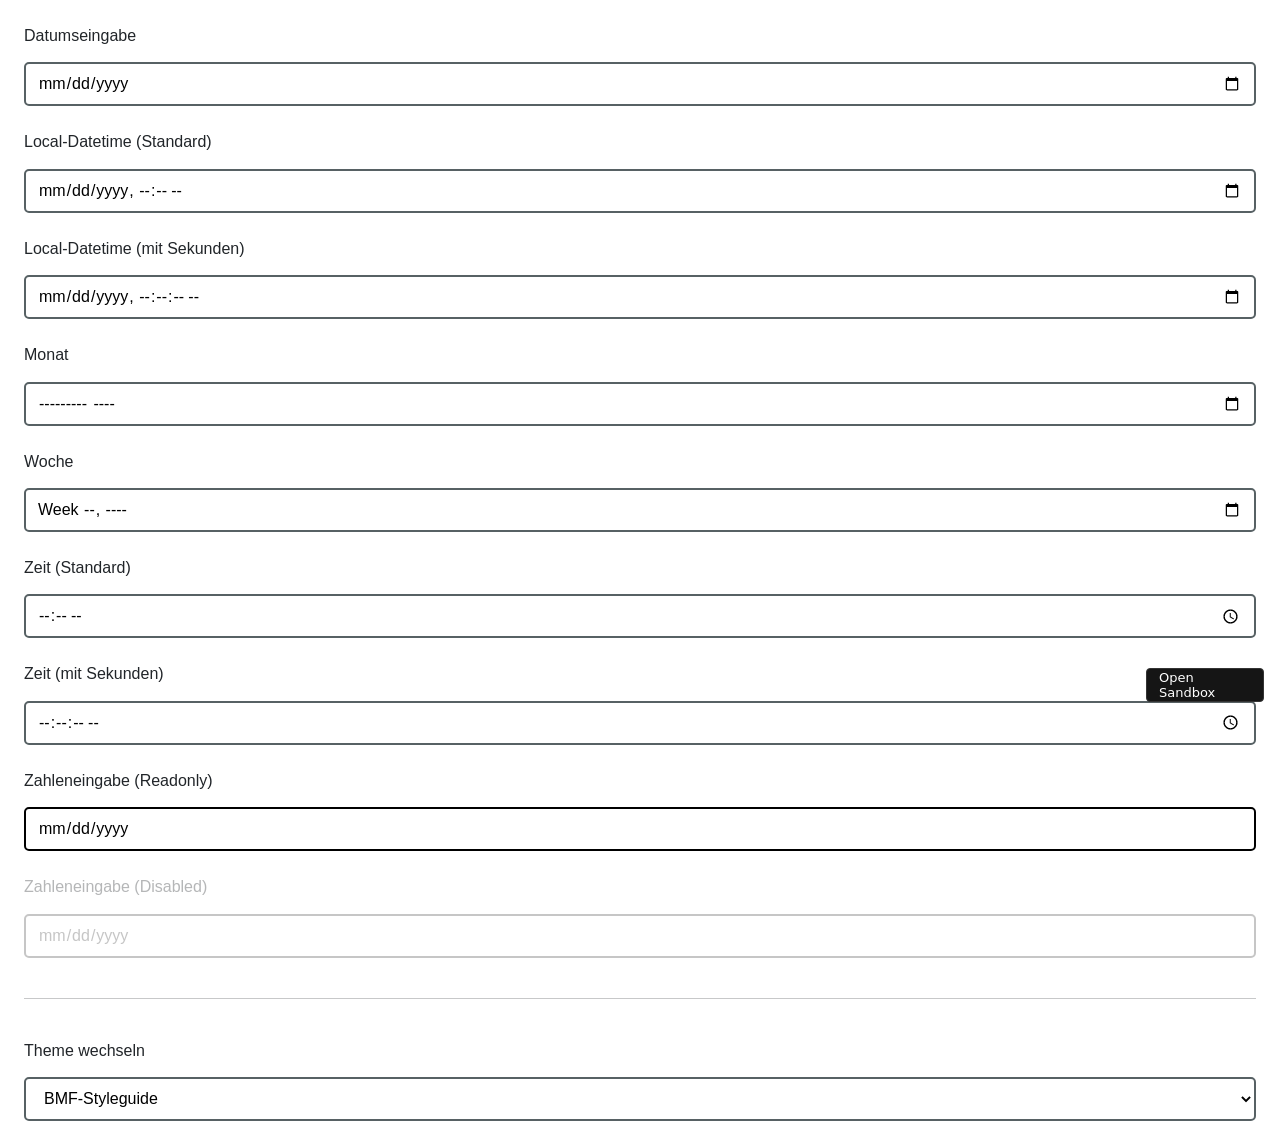 Datumseingabe
mm/dd/yyyy
Local-Datetime (Standard)
mm/dd/yyyy, --:-- --
Local-Datetime (mit Sekunden)
mm/dd/yyyy, --:--:-- --
Monat
--------- ----
Woche
Week --, ----
Zeit (Standard)
--:-- --
Zeit (mit Sekunden)
Open
Sandbox
--:--:-- --
Zahleneingabe (Readonly)
mm/dd/yyyy
Zahleneingabe (Disabled)
mm/dd/yyyy
Theme wechseln
BMF-Styleguide